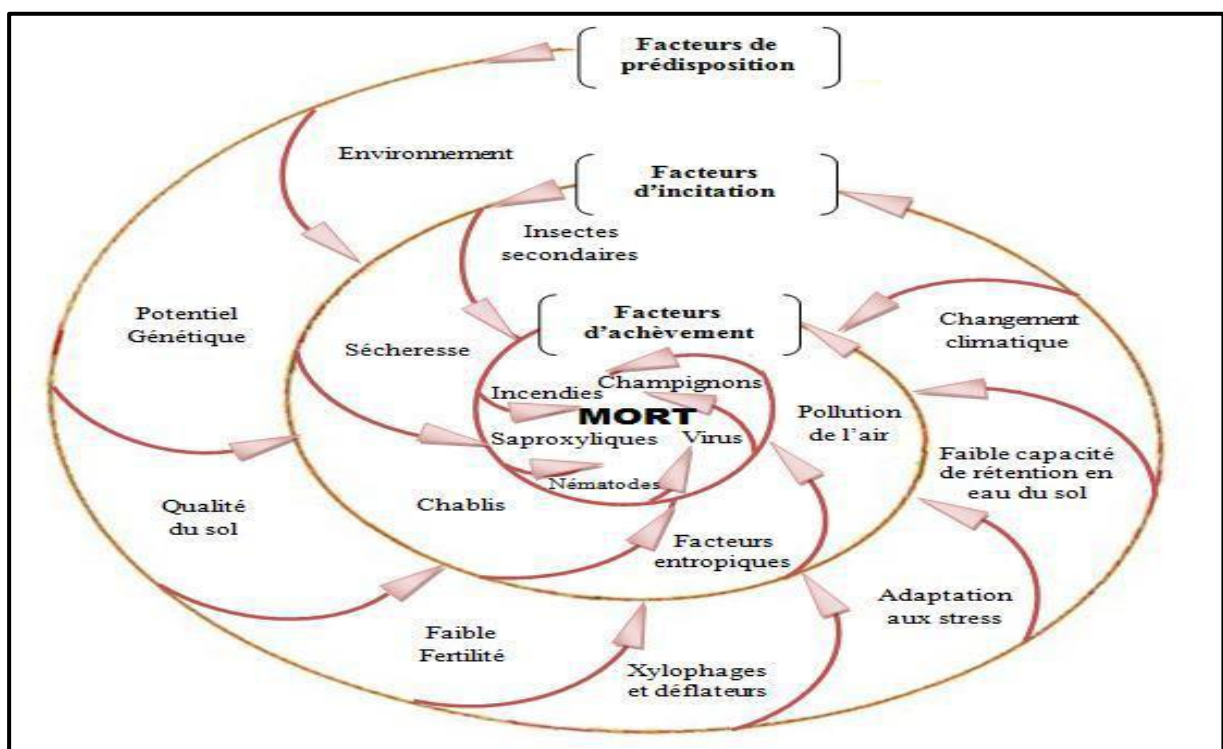 Facteurs de
prédisposition
Environnement
Facteurs
d'incitation
Insectes
secondaires
Potentiel
Génétique
Facteurs
d'achèvement
Changement
climatique
Sécheresse
Incendies
Champignons
MORT
Pollution
de l'air
Saproxyliques
Virus
Faible capacité
de rétention en
eau du sol
Nématodes
Qualité
du sol
Chablis
Facteurs
entropiques
Adaptation
aux stress
Faible
Fertilité
Xylophages
et déflateurs